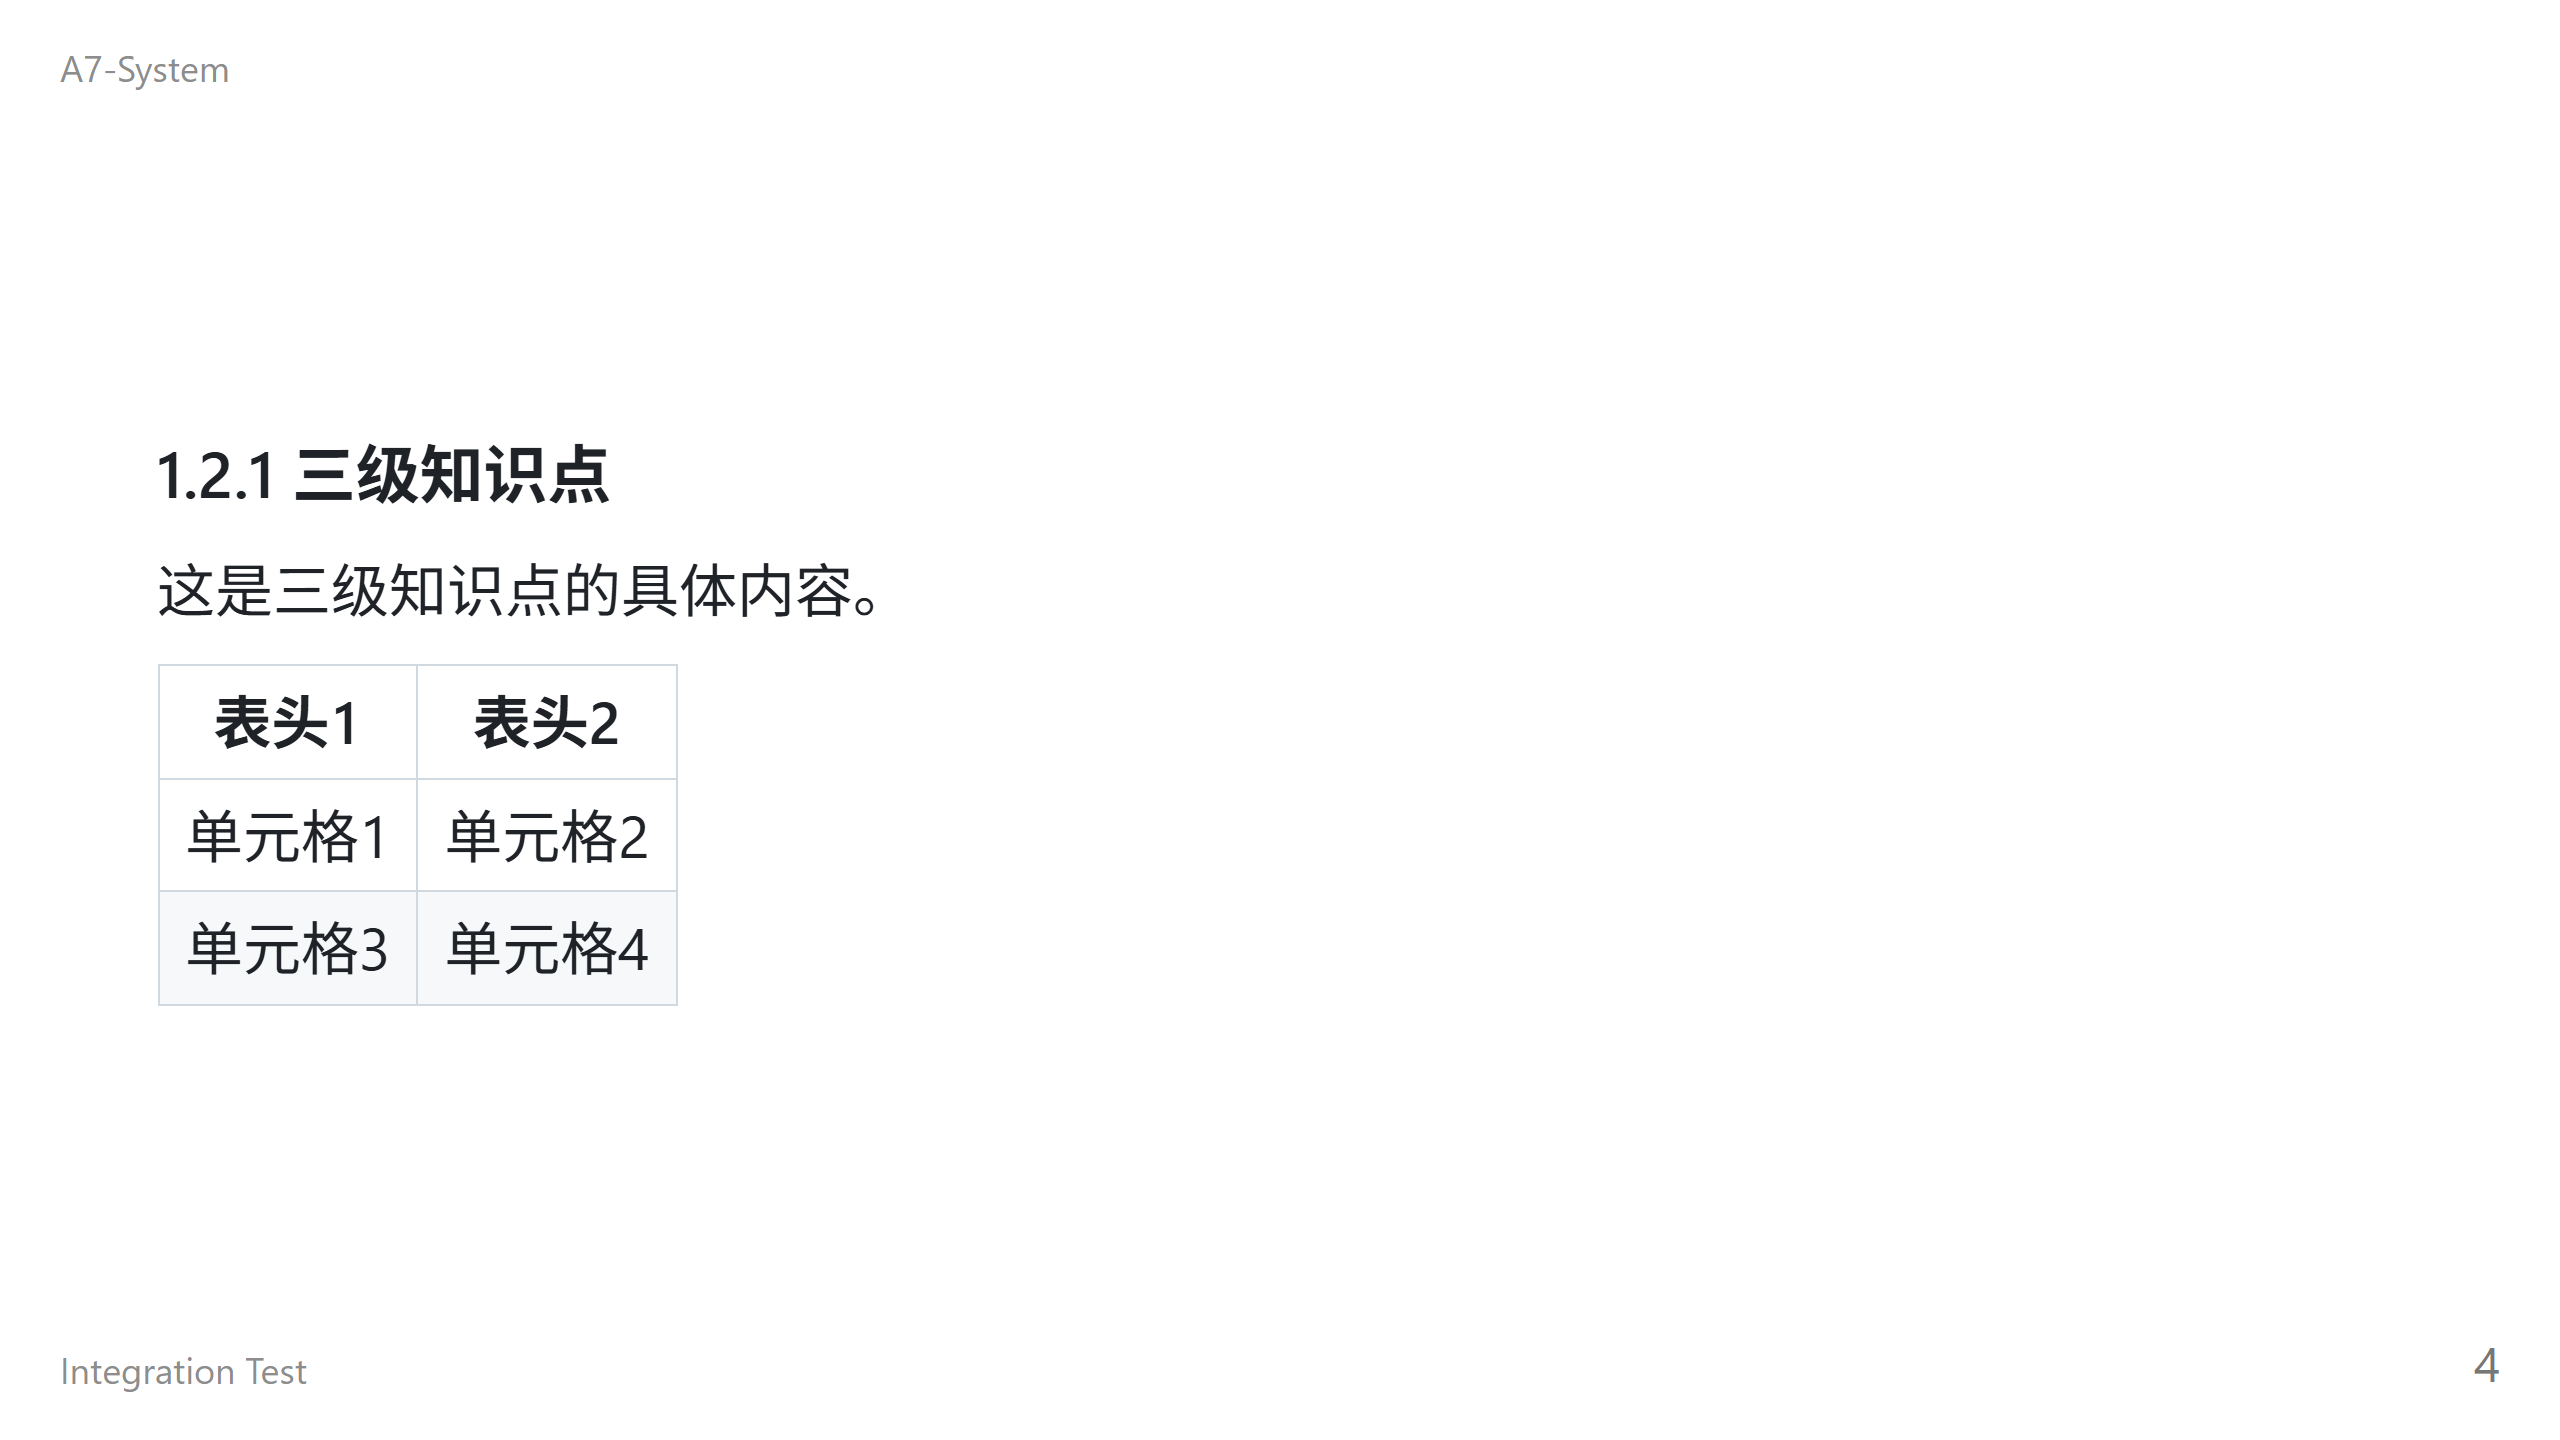 A7-System
1.2.1 三级知识点
这是三级知识点的具体内容。
表头1 表头2
单元格1 单元格2
单元格3 单元格4
Integration Test
4